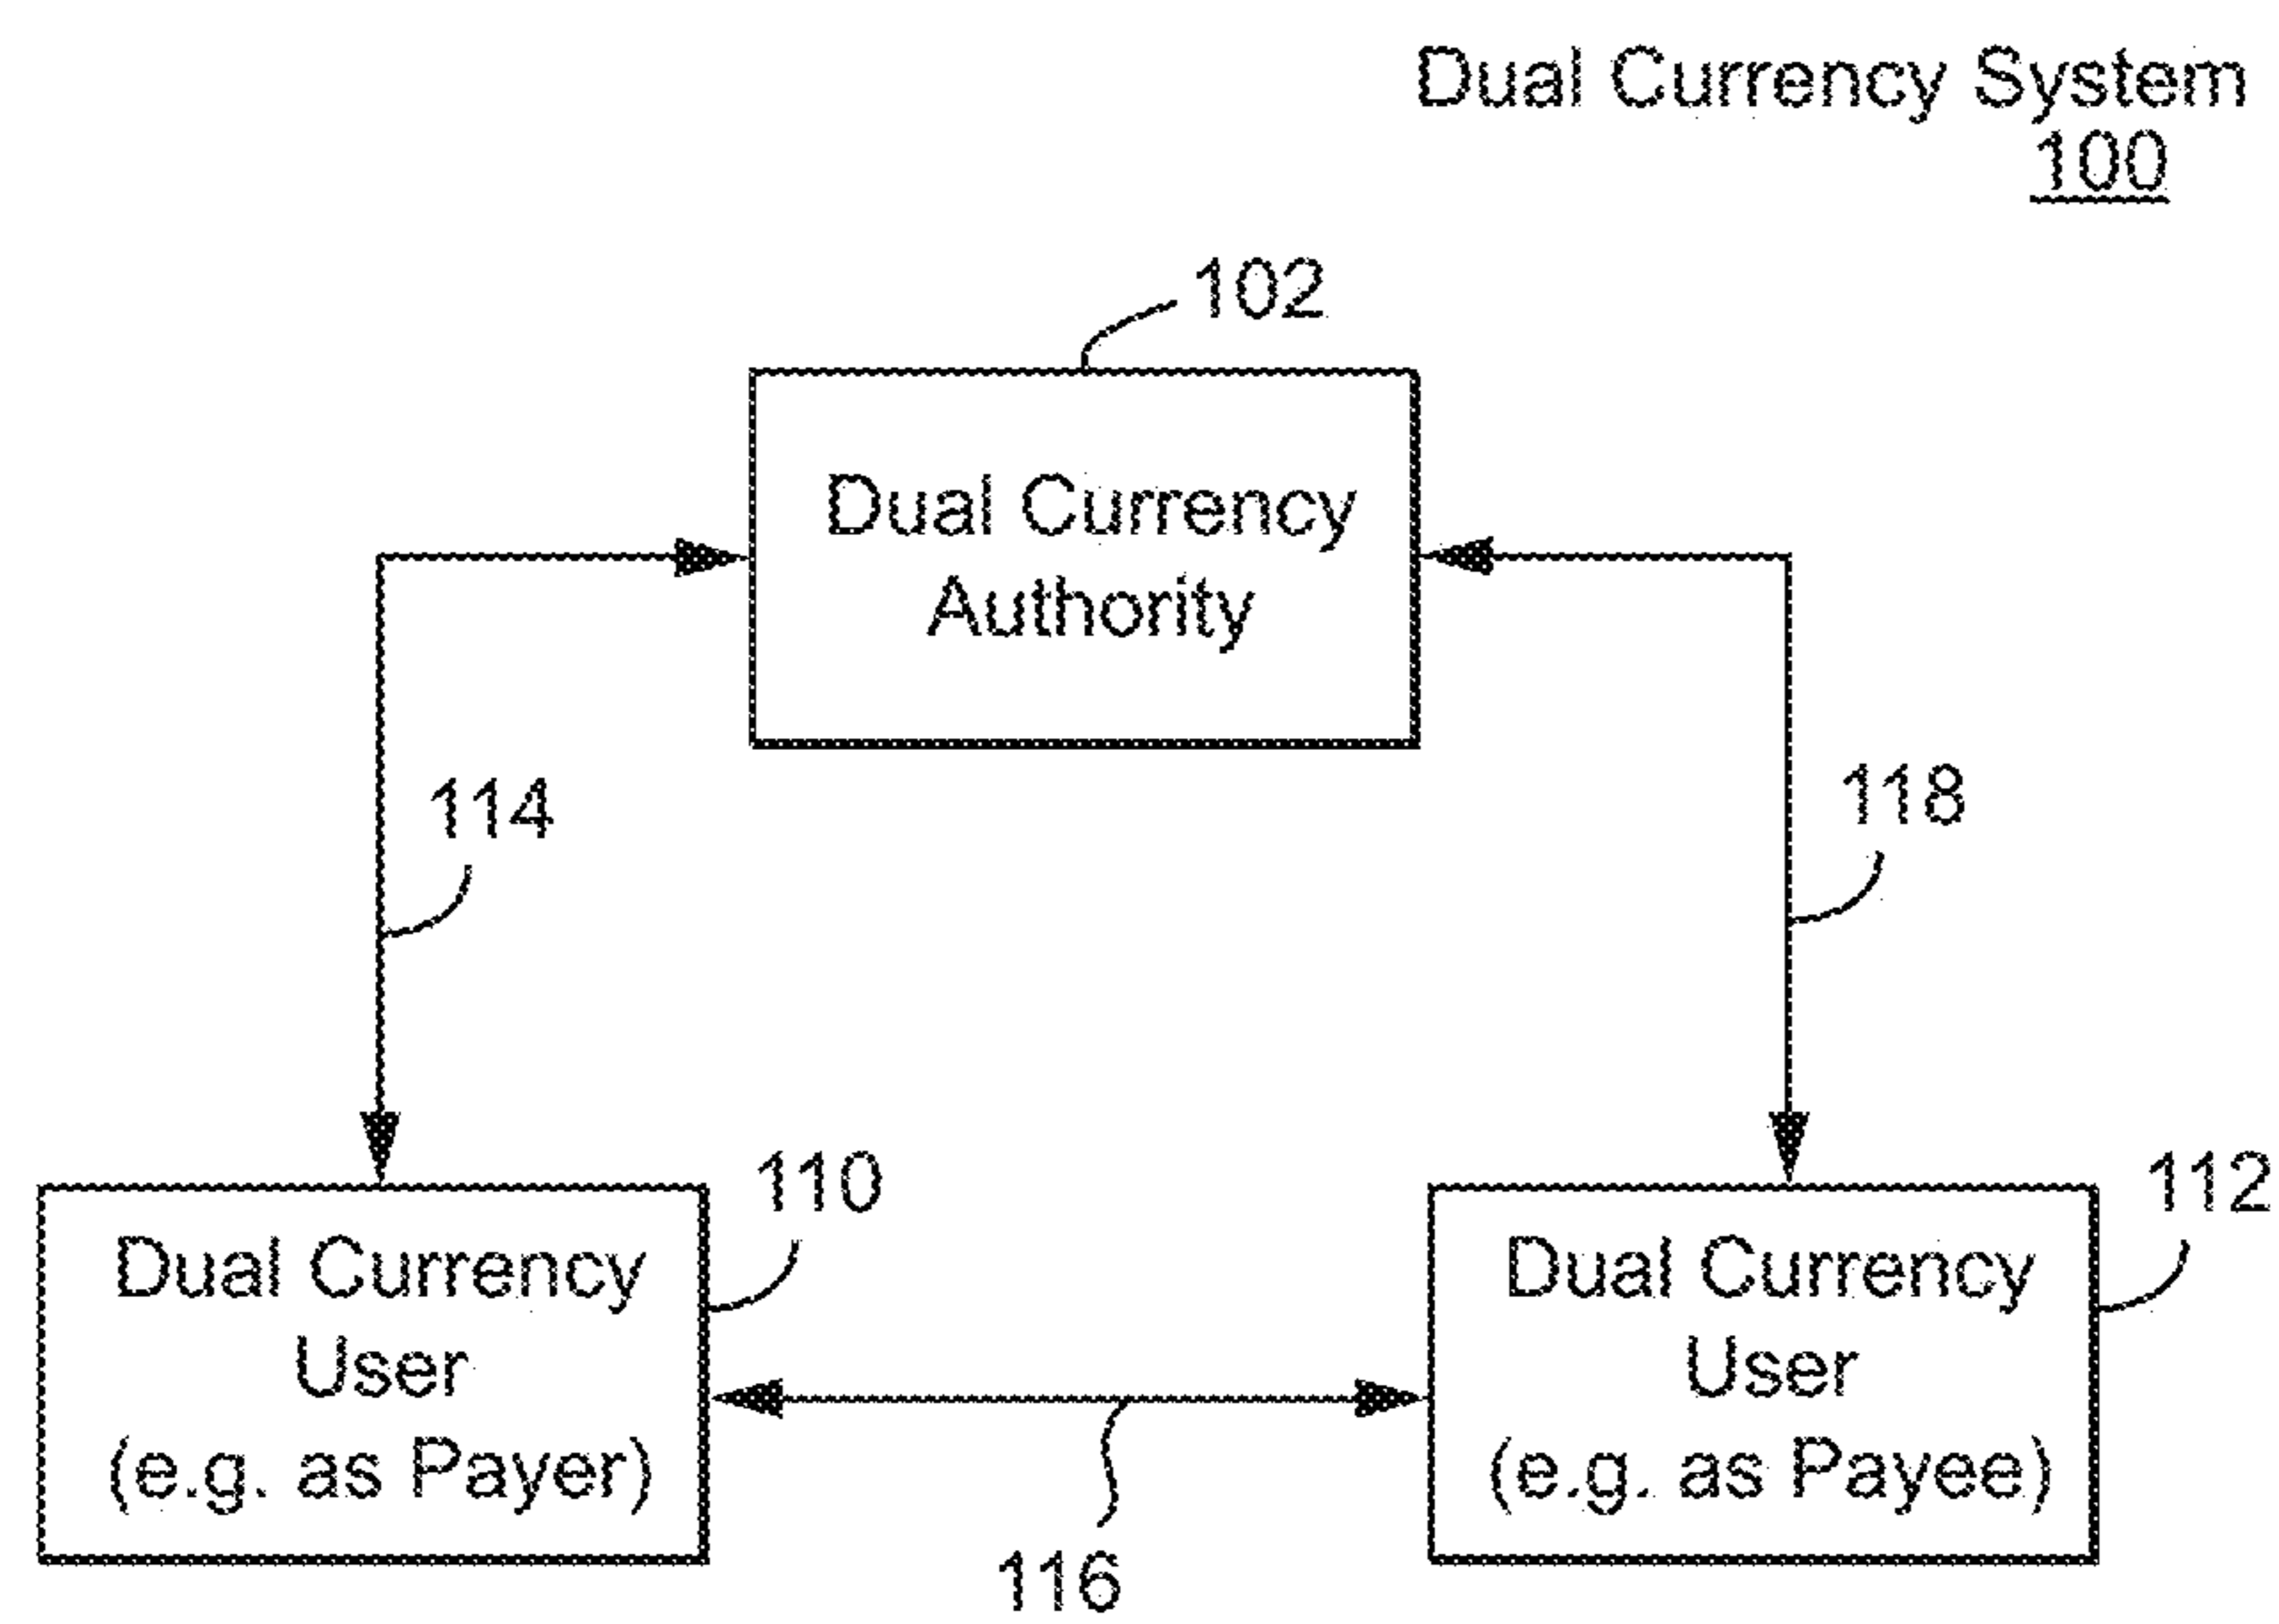 Dual Currency System
100
102
Dual Currency
Authority
114
118
110
112
Dual Currency
User
(e.g. as Payer)
Dual Currency
User
(e.g. as Payee)
116